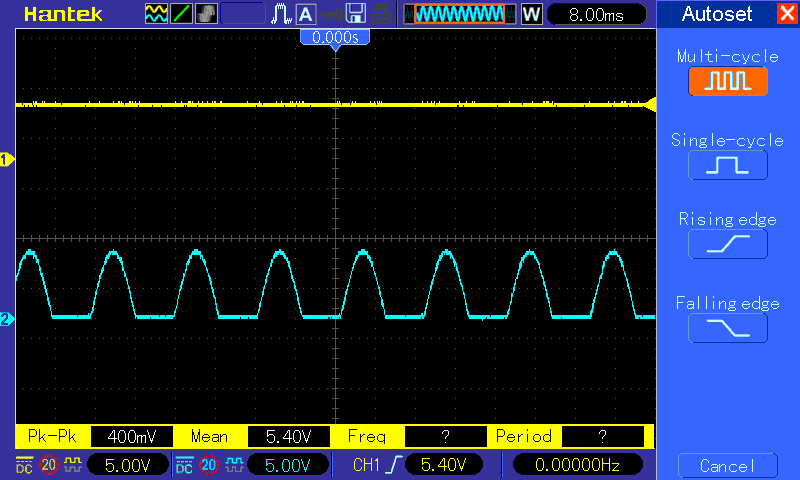 Hantek A W 8.00ms Autoset
0.000s
Multi-cycle
1
Single-cycle
Rising edge
2
Falling edge
Pk-Pk 400mV Mean 5.40V Freq ? Period ?
DC 20 5.00V DC 20 5.00V CH1 5.40V 0.00000Hz Cancel